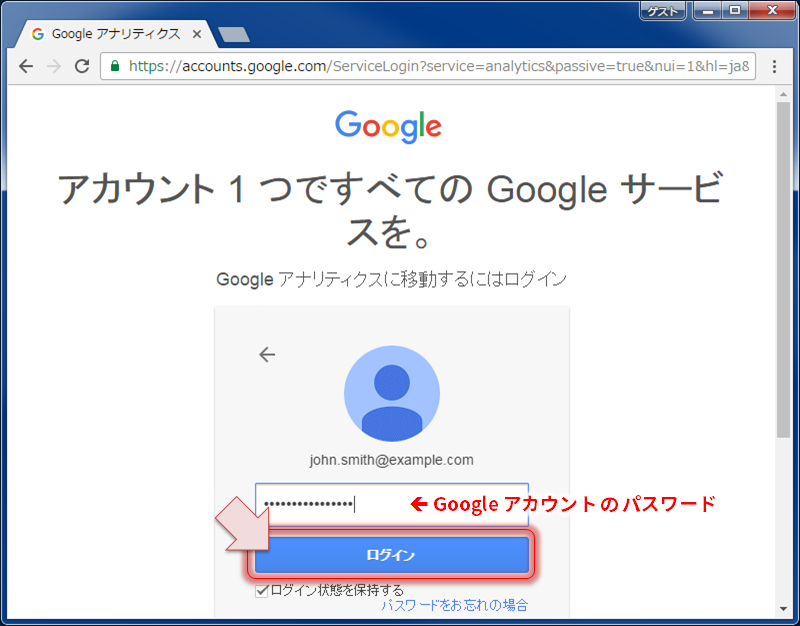 ゲスト
Google アナリティクス
https://accounts.google.com/ServiceLogin?service=analytics&passive=true&nui=1&hl=ja&
Google
アカウント 1 つですべての Google サービ
スを。
Google アナリティクスに移動するにはログイン
john.smith@example.com
← Google アカウント のパスワード
ログイン
ログイン状態を保持する
パスワードをお忘れの場合